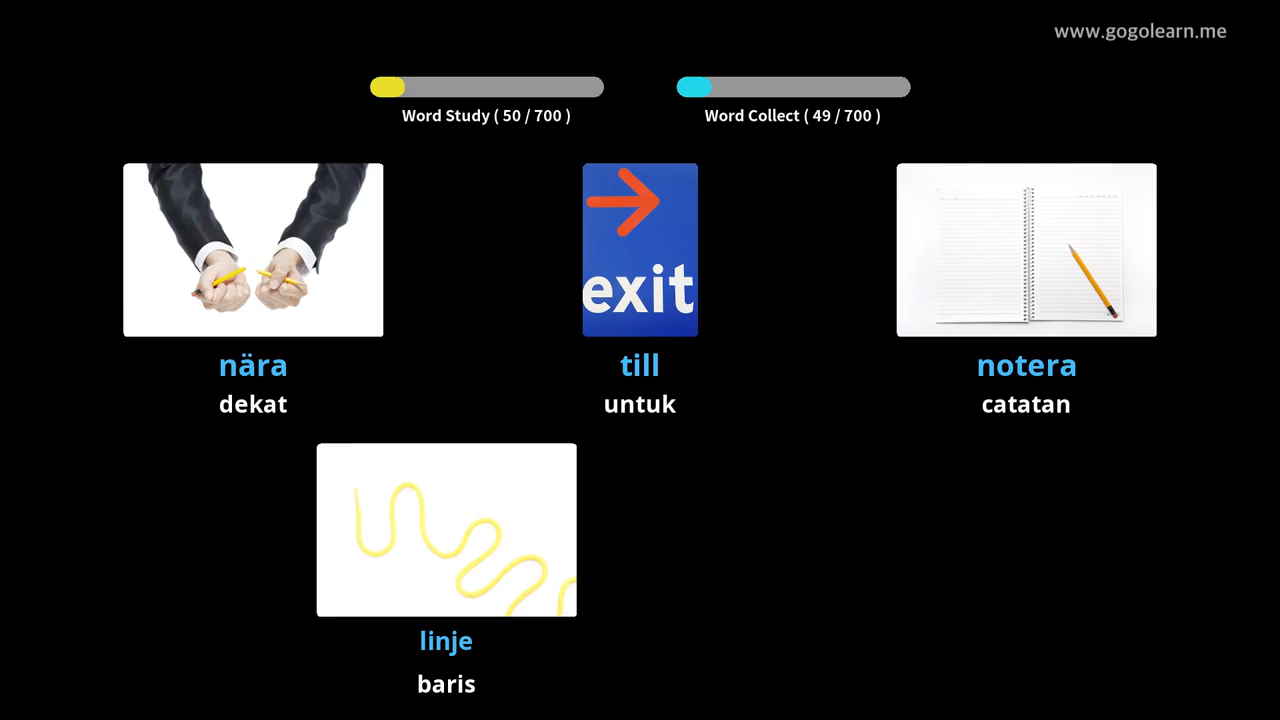 www.gogolearn.me
Word Study ( 50 / 700 )
Word Collect ( 49 / 700 )
exit
nära
till
notera
dekat
untuk
catatan
linje
baris